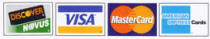 DISCOVER
NOVUS
VISA
MasterCard
AMERICAN
EXPRESS Cards